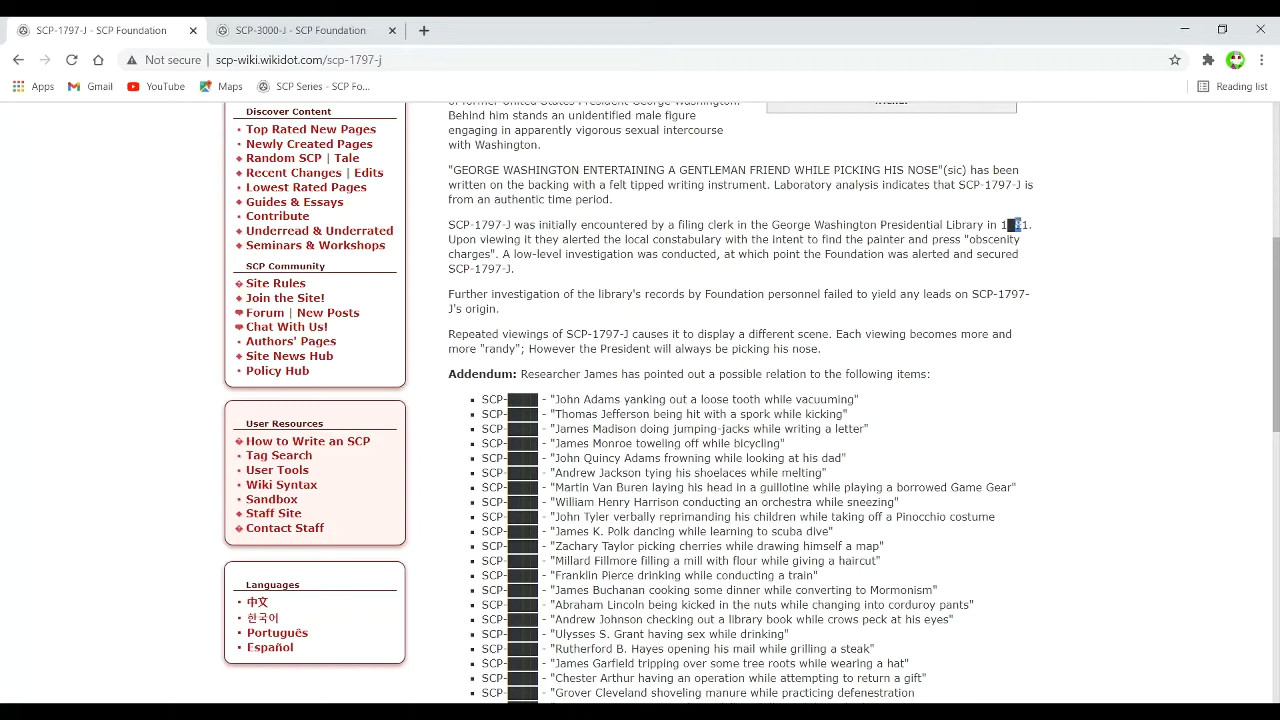 SCP-1797-J - SCP Foundation
SCP-3000-J - SCP Foundation
Not secure
scp-wiki.wikidot.com/scp-1797-j
Apps
Gmail
YouTube
Maps
SCP Series - SCP Fo...
Reading list
Discover Content
Top Rated New Pages
Newly Created Pages
Random SCP | Tale
Recent Changes | Edits
Lowest Rated Pages
Guides & Essays
Contribute
Underread & Underrated
Seminars & Workshops
SCP Community
Site Rules
Join the Site!
Forum | New Posts
Chat With Us!
Authors' Pages
Site News Hub
Policy Hub
User Resources
How to Write an SCP
Tag Search
User Tools
Wiki Syntax
Sandbox
Staff Site
Contact Staff
Languages
中文
한국어
Português
Español
of former United States President George Washington.
Behind him stands an unidentified male figure
engaging in apparently vigorous sexual intercourse
with Washington.
"GEORGE WASHINGTON ENTERTAINING A GENTLEMAN FRIEND WHILE PICKING HIS NOSE"(sic) has been
written on the backing with a felt tipped writing instrument. Laboratory analysis indicates that SCP-1797-J is
from an authentic time period.
SCP-1797-J was initially encountered by a filing clerk in the George Washington Presidential Library in 1██1.
Upon viewing it they alerted the local constabulary with the intent to find the painter and press "obscenity
charges". A low-level investigation was conducted, at which point the Foundation was alerted and secured
SCP-1797-J.
Further investigation of the library's records by Foundation personnel failed to yield any leads on SCP-1797-
J's origin.
Repeated viewings of SCP-1797-J causes it to display a different scene. Each viewing becomes more and
more "randy"; However the President will always be picking his nose.
Addendum: Researcher James has pointed out a possible relation to the following items:
SCP-████ - "John Adams yanking out a loose tooth while vacuuming"
SCP-████ - "Thomas Jefferson being hit with a spork while kicking"
SCP-████ - "James Madison doing jumping-jacks while writing a letter"
SCP-████ - "James Monroe toweling off while bicycling"
SCP-████ - "John Quincy Adams frowning while looking at his dad"
SCP-████ - "Andrew Jackson tying his shoelaces while melting"
SCP-████ - "Martin Van Buren laying his head in a guillotine while playing a borrowed Game Gear"
SCP-████ - "William Henry Harrison conducting an orchestra while sneezing"
SCP-████ - "John Tyler verbally reprimanding his children while taking off a Pinocchio costume
SCP-████ - "James K. Polk dancing while learning to scuba dive"
SCP-████ - "Zachary Taylor picking cherries while drawing himself a map"
SCP-████ - "Millard Fillmore filling a mill with flour while giving a haircut"
SCP-████ - "Franklin Pierce drinking while conducting a train"
SCP-████ - "James Buchanan cooking some dinner while converting to Mormonism"
SCP-████ - "Abraham Lincoln being kicked in the nuts while changing into corduroy pants"
SCP-████ - "Andrew Johnson checking out a library book while crows peck at his eyes"
SCP-████ - "Ulysses S. Grant having sex while drinking"
SCP-████ - "Rutherford B. Hayes opening his mail while grilling a steak"
SCP-████ - "James Garfield tripping over some tree roots while wearing a hat"
SCP-████ - "Chester Arthur having an operation while attempting to return a gift"
SCP-████ - "Grover Cleveland shoveling manure while practicing defenestration